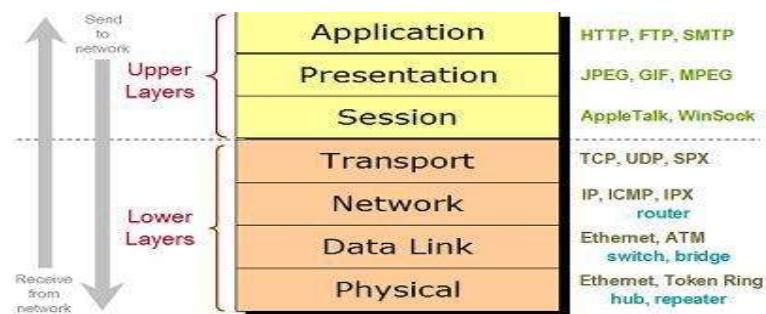 Send
to
network
Upper
Layers
Application
HTTP, FTP, SMTP
Presentation
JPEG, GIF, MPEG
Session
AppleTalk, WinSock
Transport
TCP, UDP, SPX
Network
IP, ICMP, IPX
router
Lower
Layers
Data Link
Ethernet, ATM
switch, bridge
Physical
Ethernet, Token Ring
hub, repeater
Receive
from
network